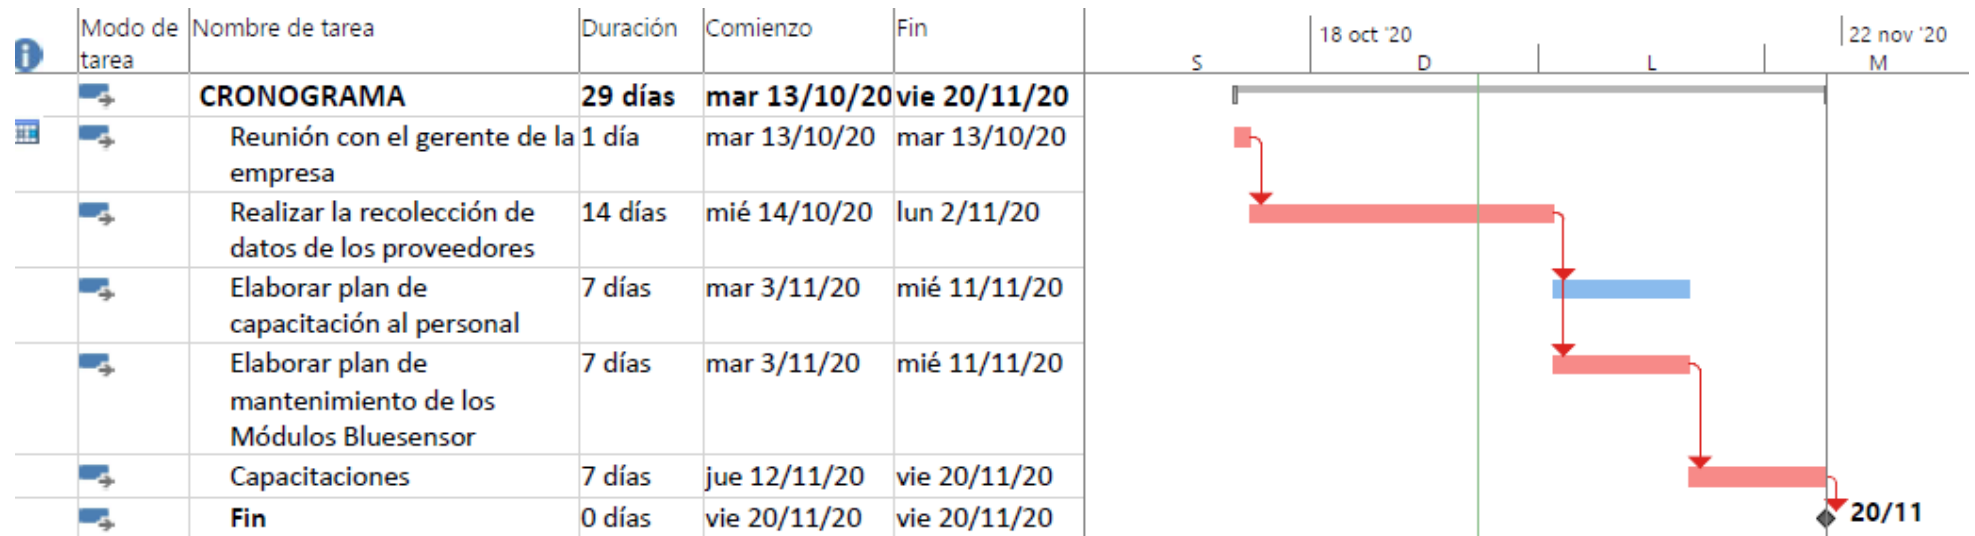 Modo de tarea Nombre de tarea Duración Comienzo Fin 18 oct '20 22 nov '20
S D L M
CRONOGRAMA 29 días mar 13/10/20 vie 20/11/20
Reunión con el gerente de la 1 día mar 13/10/20 mar 13/10/20
empresa
Realizar la recolección de 14 días mié 14/10/20 lun 2/11/20
datos de los proveedores
Elaborar plan de 7 días mar 3/11/20 mié 11/11/20
capacitación al personal
Elaborar plan de 7 días mar 3/11/20 mié 11/11/20
mantenimiento de los
Módulos Bluesensor
Capacitaciones 7 días jue 12/11/20 vie 20/11/20
Fin 0 días vie 20/11/20 vie 20/11/20 20/11